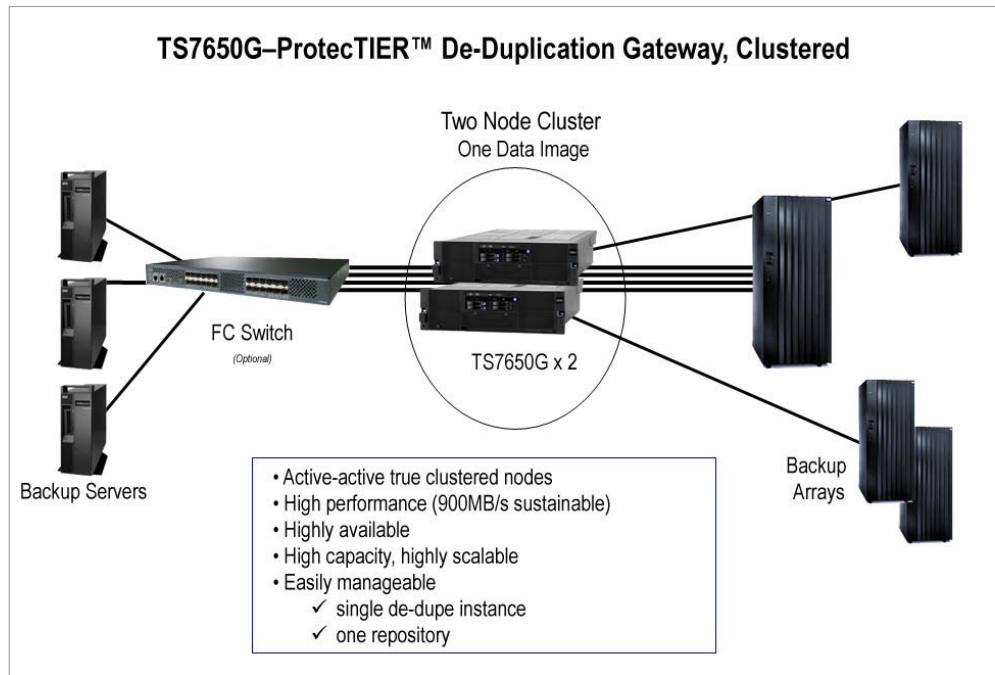 TS7650G–ProtecTIER™ De-Duplication Gateway, Clustered
Two Node Cluster
One Data Image
FC Switch
(Optional)
TS7650G x 2
Backup Servers
Backup
Arrays
• Active-active true clustered nodes
• High performance (900MB/s sustainable)
• Highly available
• High capacity, highly scalable
• Easily manageable
✓ single de-dupe instance
✓ one repository